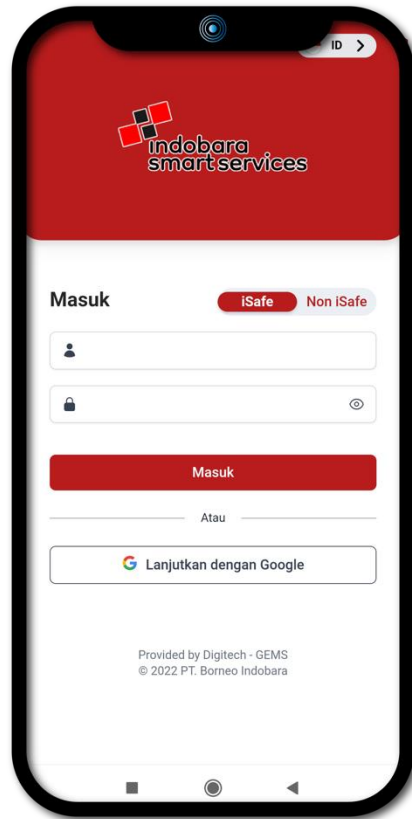 ID
indobara
smart services
Masuk
iSafe
Non iSafe
Masuk
Atau
Lanjutkan dengan Google
Provided by Digitech - GEMS
© 2022 PT. Borneo Indobara